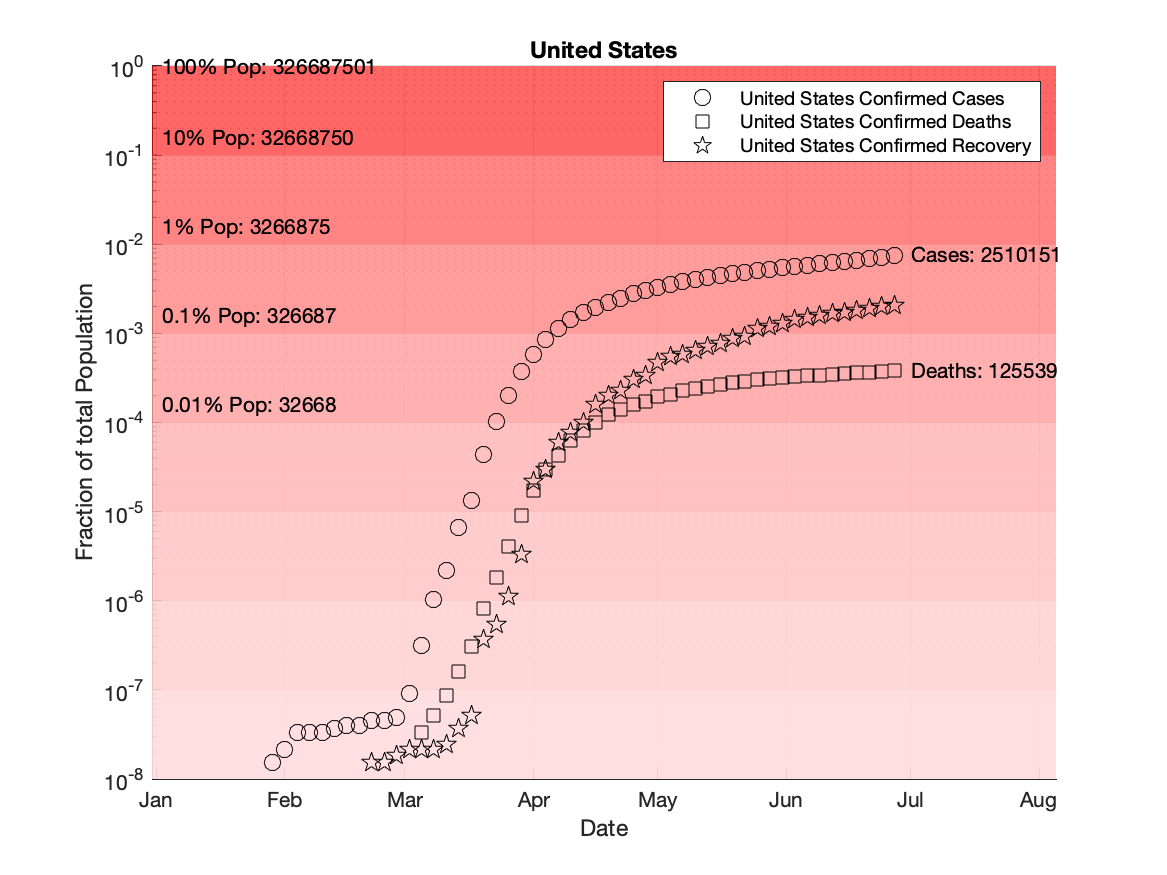 United States
10^0
100% Pop: 326687501
United States Confirmed Cases
United States Confirmed Deaths
United States Confirmed Recovery
10% Pop: 32668750
10^-1
1% Pop: 3266875
10^-2
Cases: 2510151
0.1% Pop: 326687
10^-3
Deaths: 125539
0.01% Pop: 32668
10^-4
10^-5
10^-6
10^-7
10^-8
Fraction of total Population
Jan Feb Mar Apr May Jun Jul Aug
Date